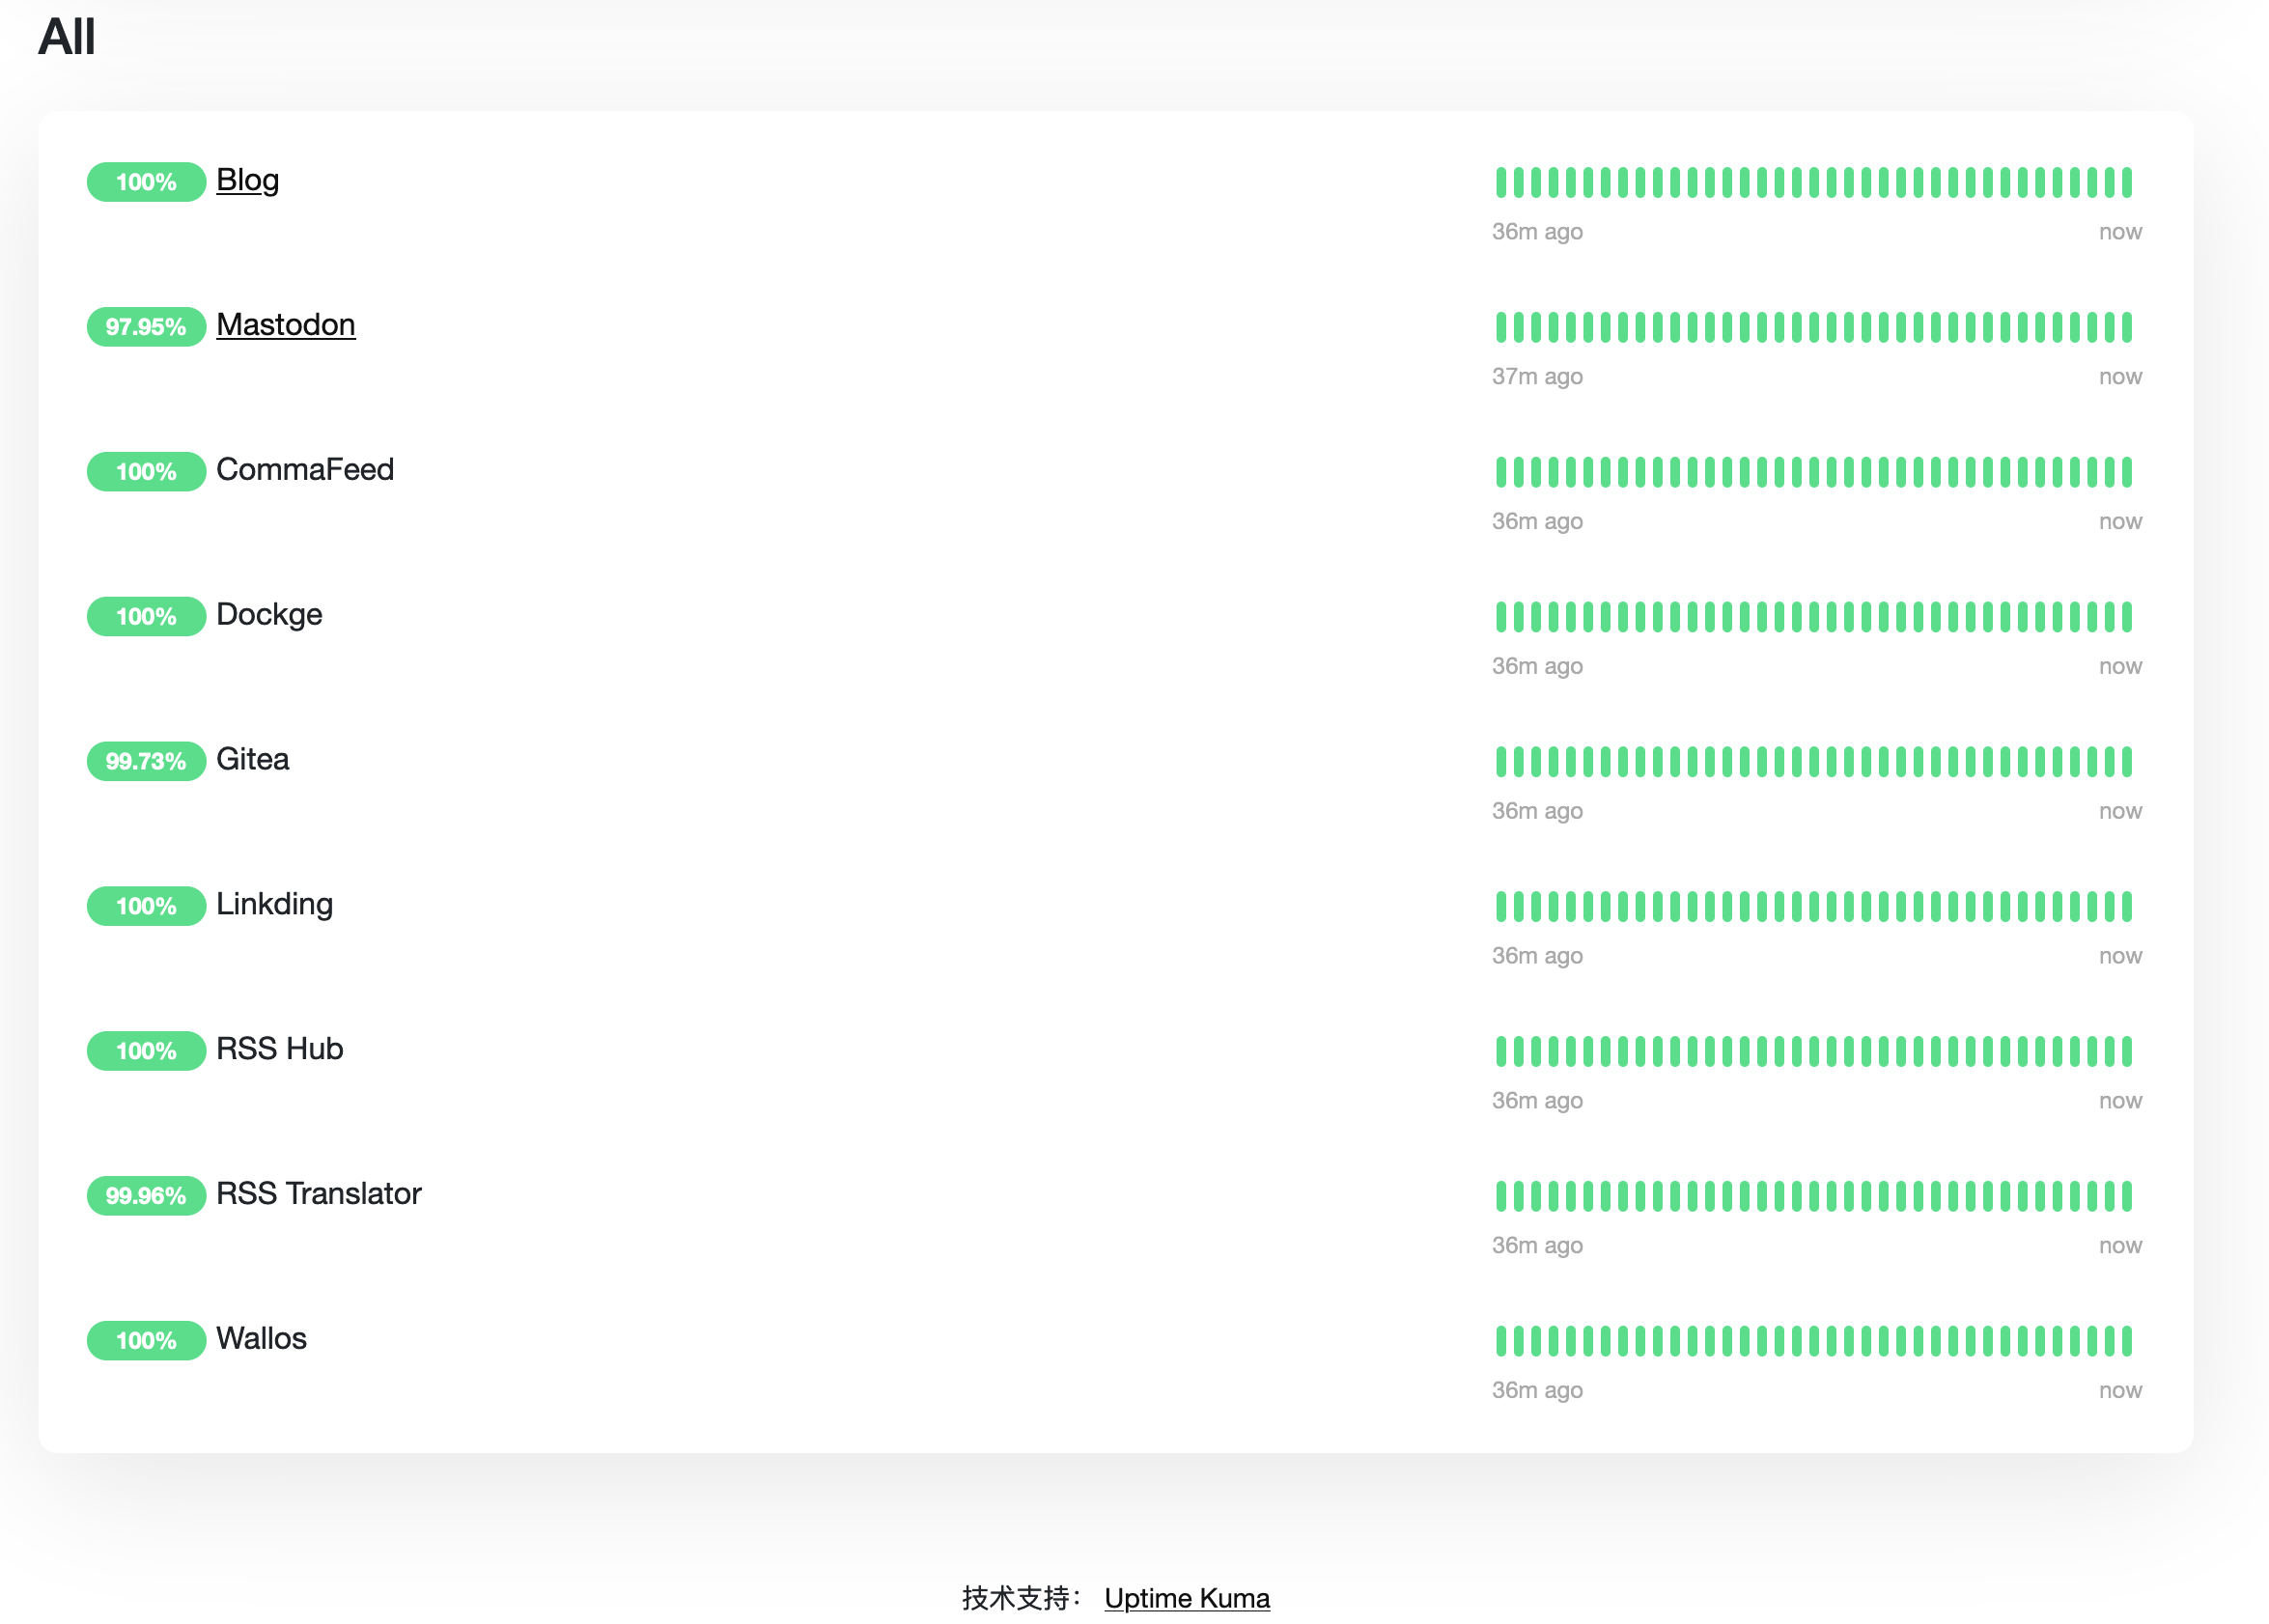 All
100% Blog
36m ago now
97.95% Mastodon
37m ago now
100% CommaFeed
36m ago now
100% Dockge
36m ago now
99.73% Gitea
36m ago now
100% Linkding
36m ago now
100% RSS Hub
36m ago now
99.96% RSS Translator
36m ago now
100% Wallos
36m ago now
技术支持： Uptime Kuma